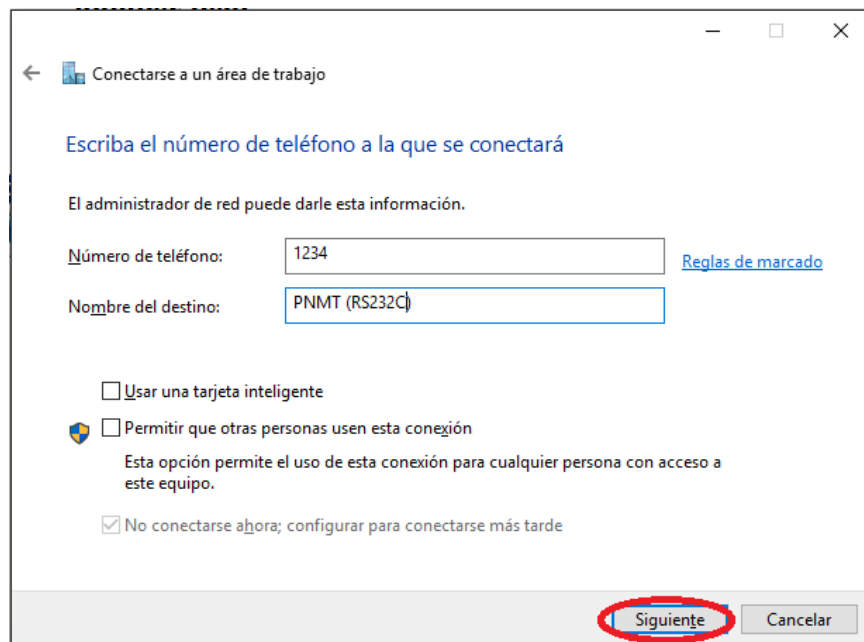 Conectarse a un área de trabajo
Escriba el número de teléfono a la que se conectará
El administrador de red puede darle esta información.
Número de teléfono:
1234
Reglas de marcado
Nombre del destino:
PNMT (RS232C)
Usar una tarjeta inteligente
Permitir que otras personas usen esta conexión
Esta opción permite el uso de esta conexión para cualquier persona con acceso a
este equipo.
No conectarse ahora; configurar para conectarse más tarde
Siguiente
Cancelar